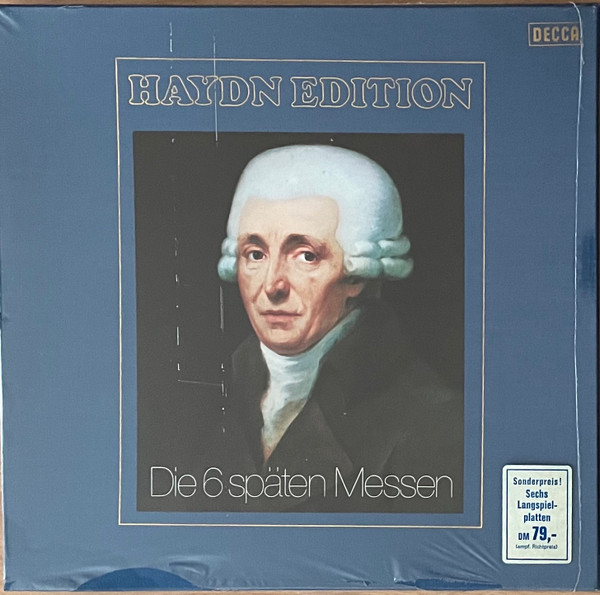 DECCA
HAYDN EDITION
Die 6 späten Messen
Sonderpreis!
Sechs
Langspiel-
platten
DM 79,-
(empf. Richtpreis)